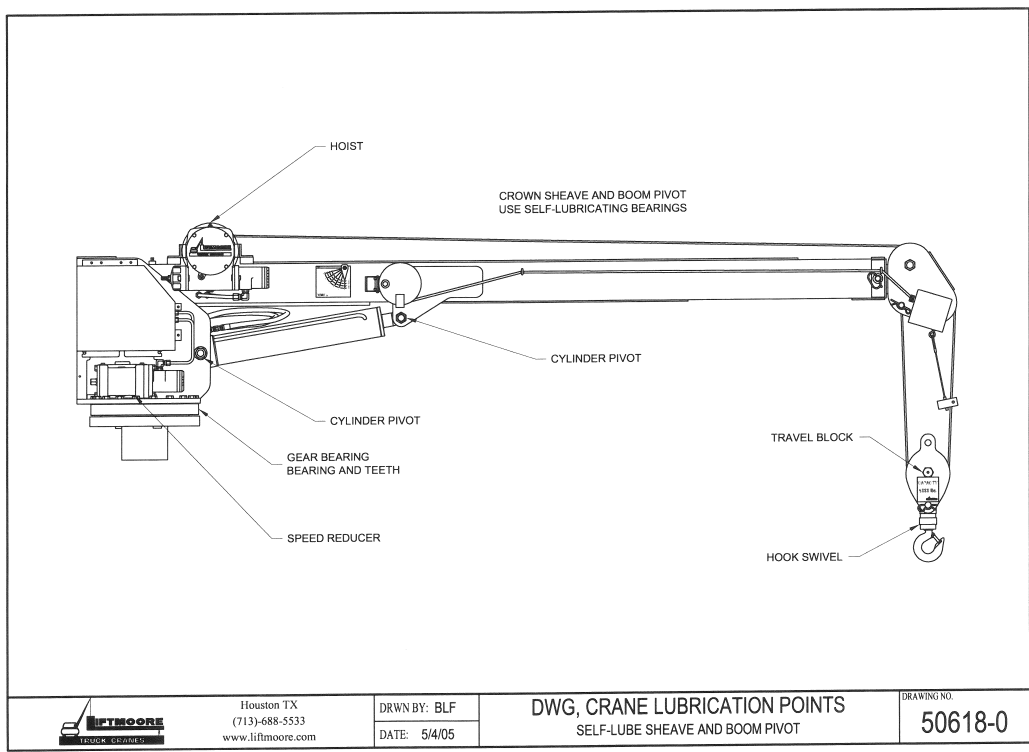 HOIST
CROWN SHEAVE AND BOOM PIVOT
USE SELF-LUBRICATING BEARINGS
CYLINDER PIVOT
CYLINDER PIVOT
GEAR BEARING
BEARING AND TEETH
TRAVEL BLOCK
SPEED REDUCER
HOOK SWIVEL
LIFTMOORE
TRUCK CRANES
Houston TX
(713)-688-5533
www.liftmoore.com
DRWN BY: BLF
DATE: 5/4/05
DWG, CRANE LUBRICATION POINTS
SELF-LUBE SHEAVE AND BOOM PIVOT
DRAWING NO.
50618-0